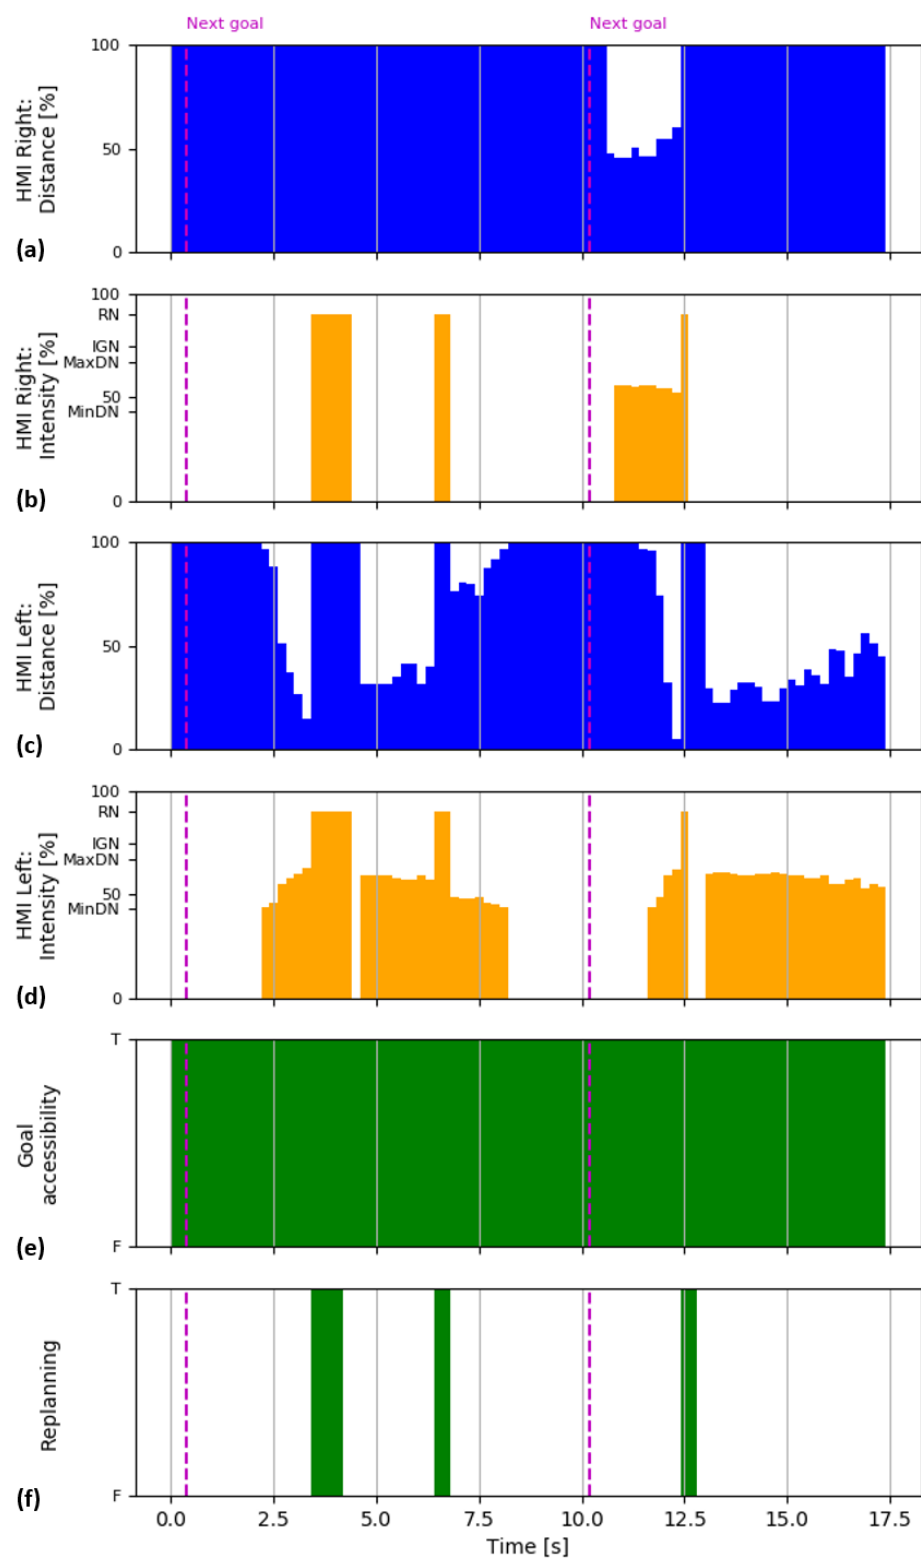 Next goal Next goal
100
50
0
HMI Right:
Distance [%]
(a)
100
RN
IGN
MaxDN
50
MinDN
0
HMI Right:
Intensity [%]
(b)
100
50
0
HMI Left:
Distance [%]
(c)
100
RN
IGN
MaxDN
50
MinDN
0
HMI Left:
Intensity [%]
(d)
T
F
Goal
accessibility
(e)
T
F
Replanning
(f)
0.0 2.5 5.0 7.5 10.0 12.5 15.0 17.5
Time [s]